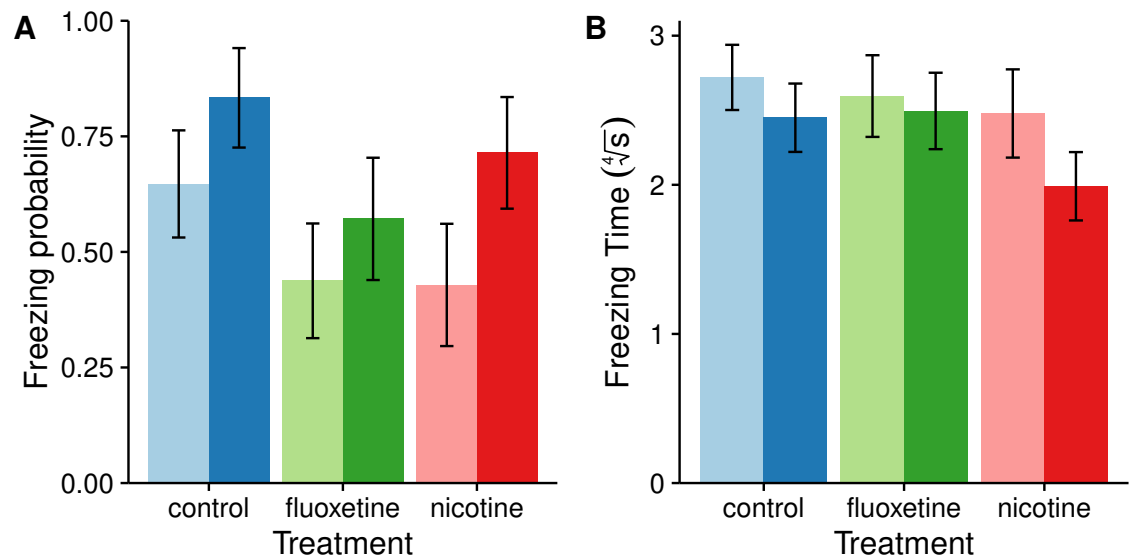 A
Freezing probability
1.00
0.75
0.50
0.25
0.00
control fluoxetine nicotine
Treatment
B
Freezing Time (∜s)
3
2
1
0
control fluoxetine nicotine
Treatment